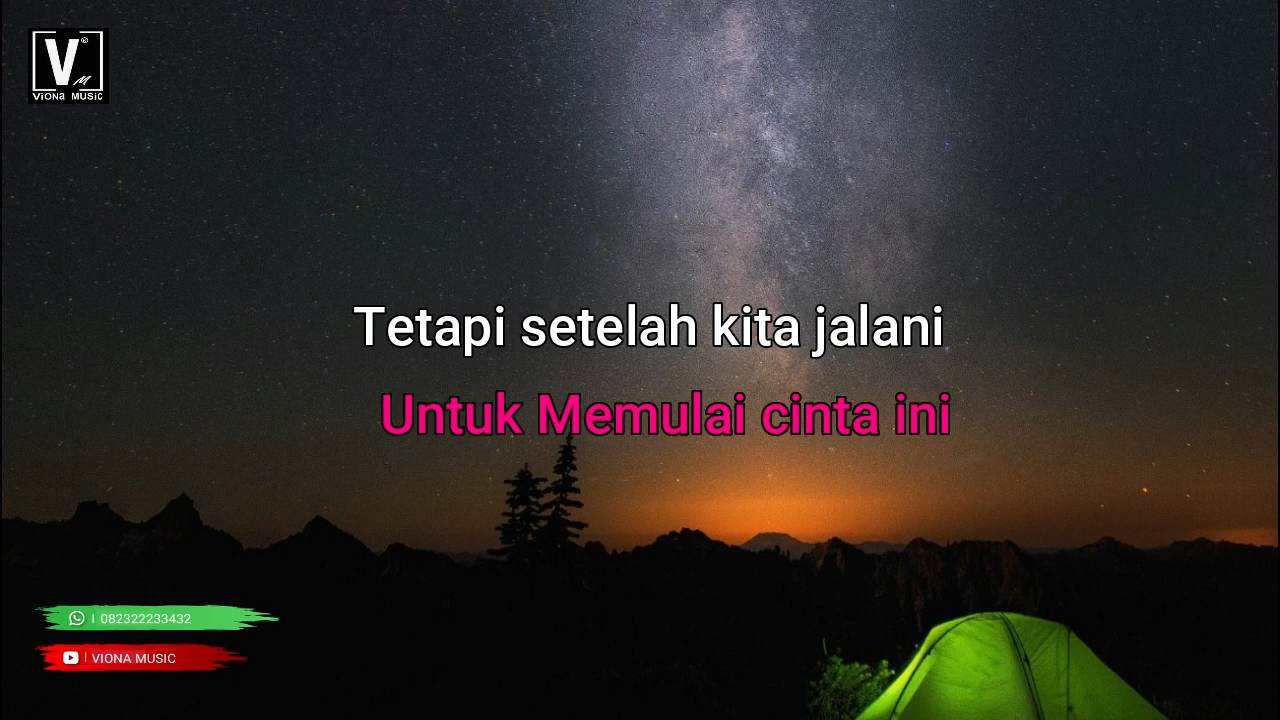 V®
M
ViONa MUSiC
Tetapi setelah kita jalani
Untuk Memulai cinta ini
| 082322233432
| VIONA MUSIC